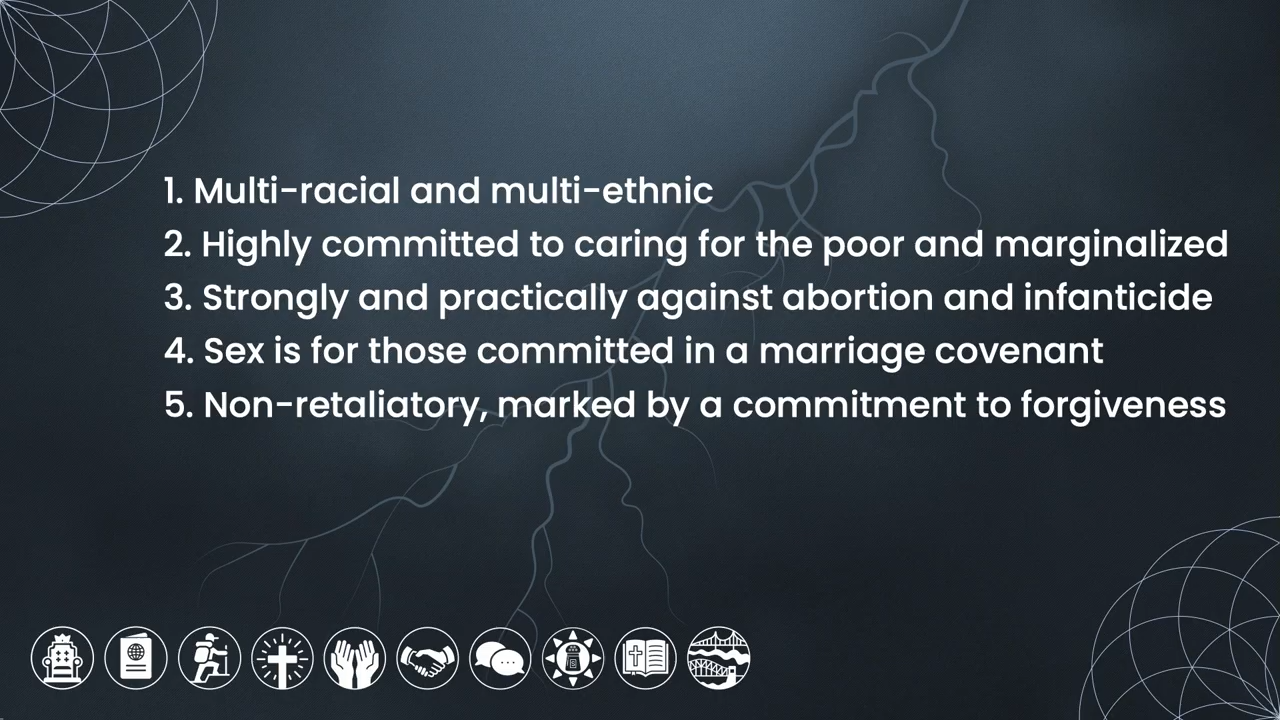 1. Multi-racial and multi-ethnic
2. Highly committed to caring for the poor and marginalized
3. Strongly and practically against abortion and infanticide
4. Sex is for those committed in a marriage covenant
5. Non-retaliatory, marked by a commitment to forgiveness